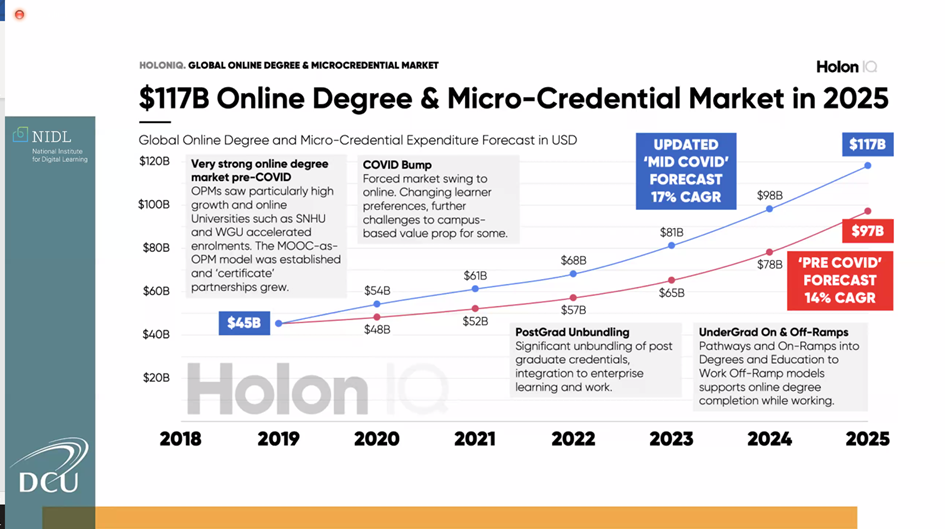 HOLONIQ. GLOBAL ONLINE DEGREE & MICROCREDENTIAL MARKET
Holon IQ
$117B Online Degree & Micro-Credential Market in 2025
NIDL
National Institute
for Digital Learning
Global Online Degree and Micro-Credential Expenditure Forecast in USD
$120B
$100B
$80B
$60B
$40B
$20B
Very strong online degree
market pre-COVID
OPMs saw particularly high
growth and online
Universities such as SNHU
and WGU accelerated
enrolments. The MOOC-as-
OPM model was established
and ‘certificate’
partnerships grew.
COVID Bump
Forced market swing to
online. Changing learner
preferences, further
challenges to campus-
based value prop for some.
UPDATED
‘MID COVID’
FORECAST
17% CAGR
$117B
$98B
$81B
$68B
$61B
$54B
$45B
$48B
$52B
$57B
$65B
$78B
$97B
‘PRE COVID’
FORECAST
14% CAGR
PostGrad Unbundling
Significant unbundling of post
graduate credentials,
integration to enterprise
learning and work.
UnderGrad On & Off-Ramps
Pathways and On-Ramps into
Degrees and Education to
Work Off-Ramp models
supports online degree
completion while working.
Holon IQ
2018 2019 2020 2021 2022 2023 2024 2025
DCU